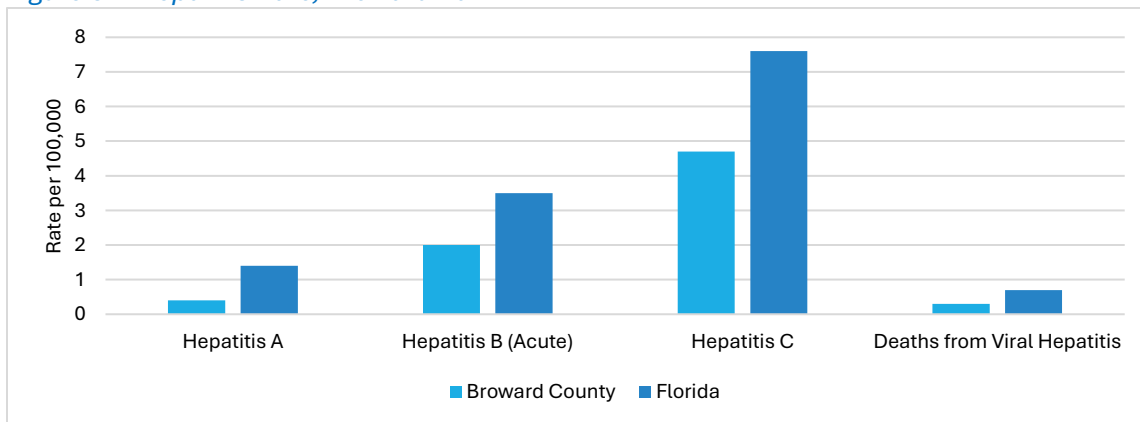 8
7
6
5
4
3
2
1
0
Rate per 100,000
Hepatitis A
Hepatitis B (Acute)
Hepatitis C
Deaths from Viral Hepatitis
Broward County
Florida